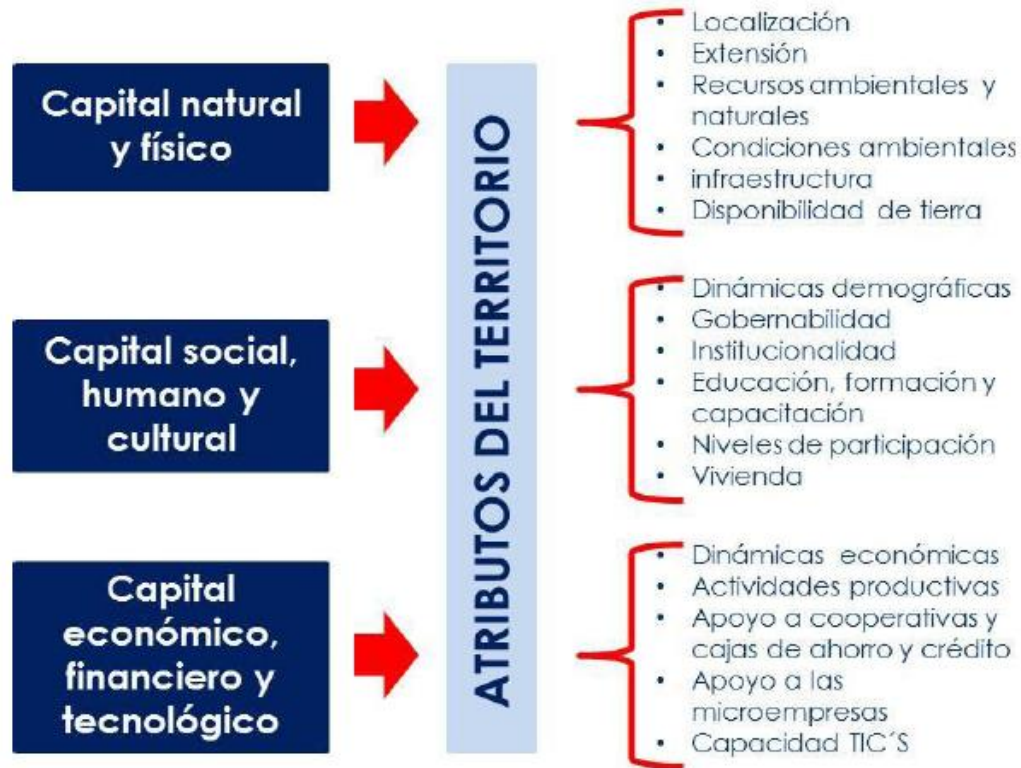 Capital natural
y físico
ATRIBUTOS DEL TERRITORIO
• Localización
• Extensión
• Recursos ambientales y
naturales
• Condiciones ambientales
• infraestructura
• Disponibilidad de tierra
Capital social,
humano y
cultural
• Dinámicas demográficas
• Gobernabilidad
• Institucionalidad
• Educación, formación y
capacitación
• Niveles de participación
• Vivienda
Capital
económico,
financiero y
tecnológico
• Dinámicas económicas
• Actividades productivas
• Apoyo a cooperativas y
cajas de ahorro y crédito
• Apoyo a las
microempresas
• Capacidad TIC´S